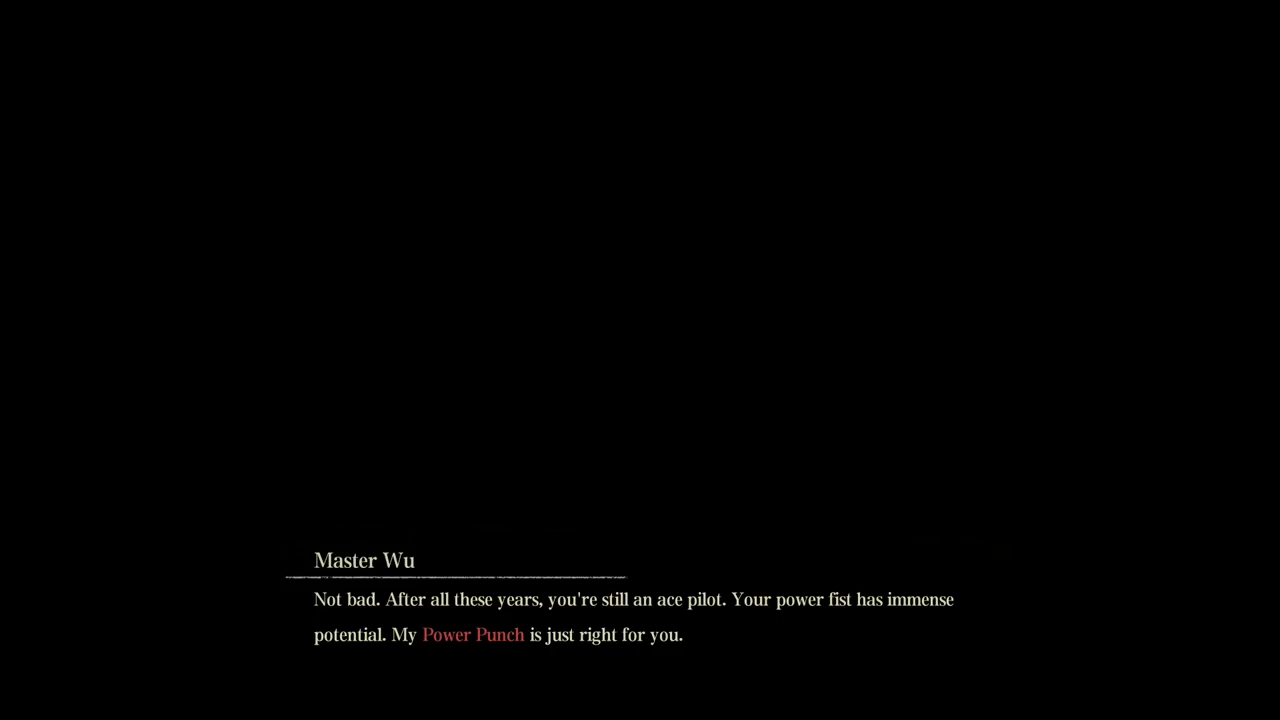 Master Wu
Not bad. After all these years, you're still an ace pilot. Your power fist has immense
potential. My Power Punch is just right for you.